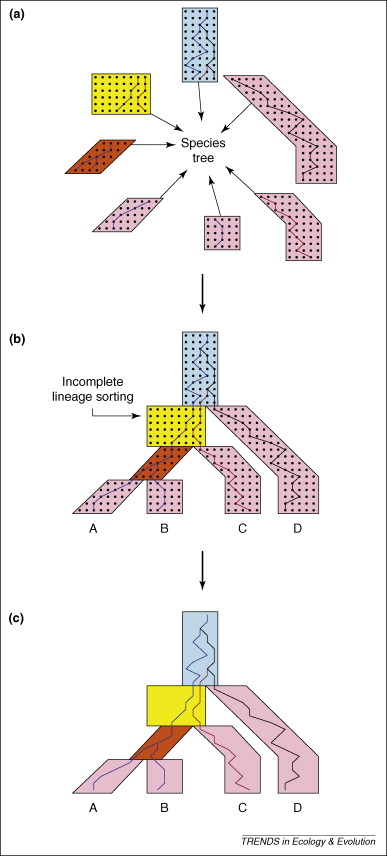 (a)
Species
tree
(b)
Incomplete
lineage sorting
A B C D
(c)
A B C D
TRENDS in Ecology & Evolution